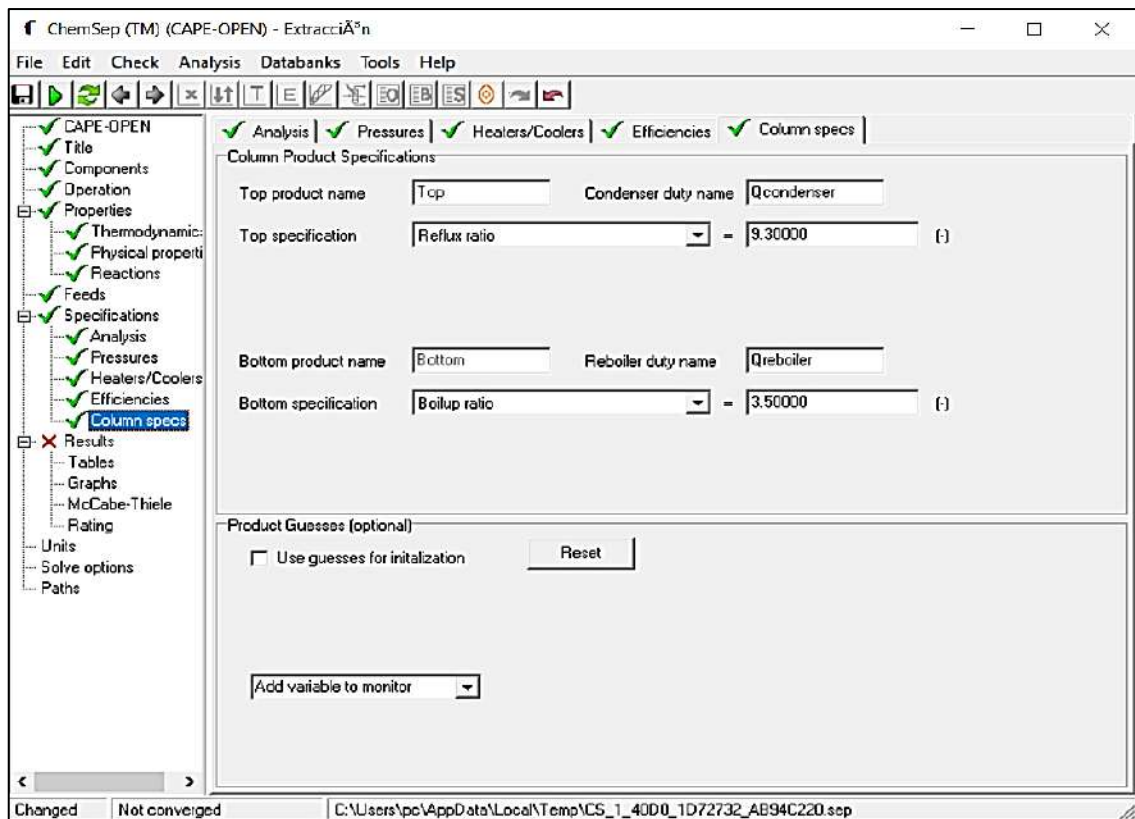 ChemSep (TM) (CAPE-OPEN) - ExtracciÃ³n
File Edit Check Analysis Databanks Tools Help
CAPE-OPEN
Title
Components
Operation
Properties
Thermodynamic:
Physical properti
Reactions
Feeds
Specifications
Analysis
Pressures
Heaters/Coolers
Efficiencies
Column specs
Results
Tables
Graphs
McCabe-Thiele
Rating
Units
Solve options
Paths
Analysis Pressures Heaters/Coolers Efficiencies Column specs
Column Product Specifications
Top product name Top Condenser duty name Qcondenser
Top specification Reflux ratio = 9.30000 (-)
Bottom product name Bottom Reboiler duty name Qreboiler
Bottom specification Boilup ratio = 3.50000 (-)
Product Guesses (optional)
Use guesses for initalization Reset
Add variable to monitor
Changed Not converged C:\Users\pc\AppData\Local\Temp\CS_1_40D0_1D72732_AB94C220.sep